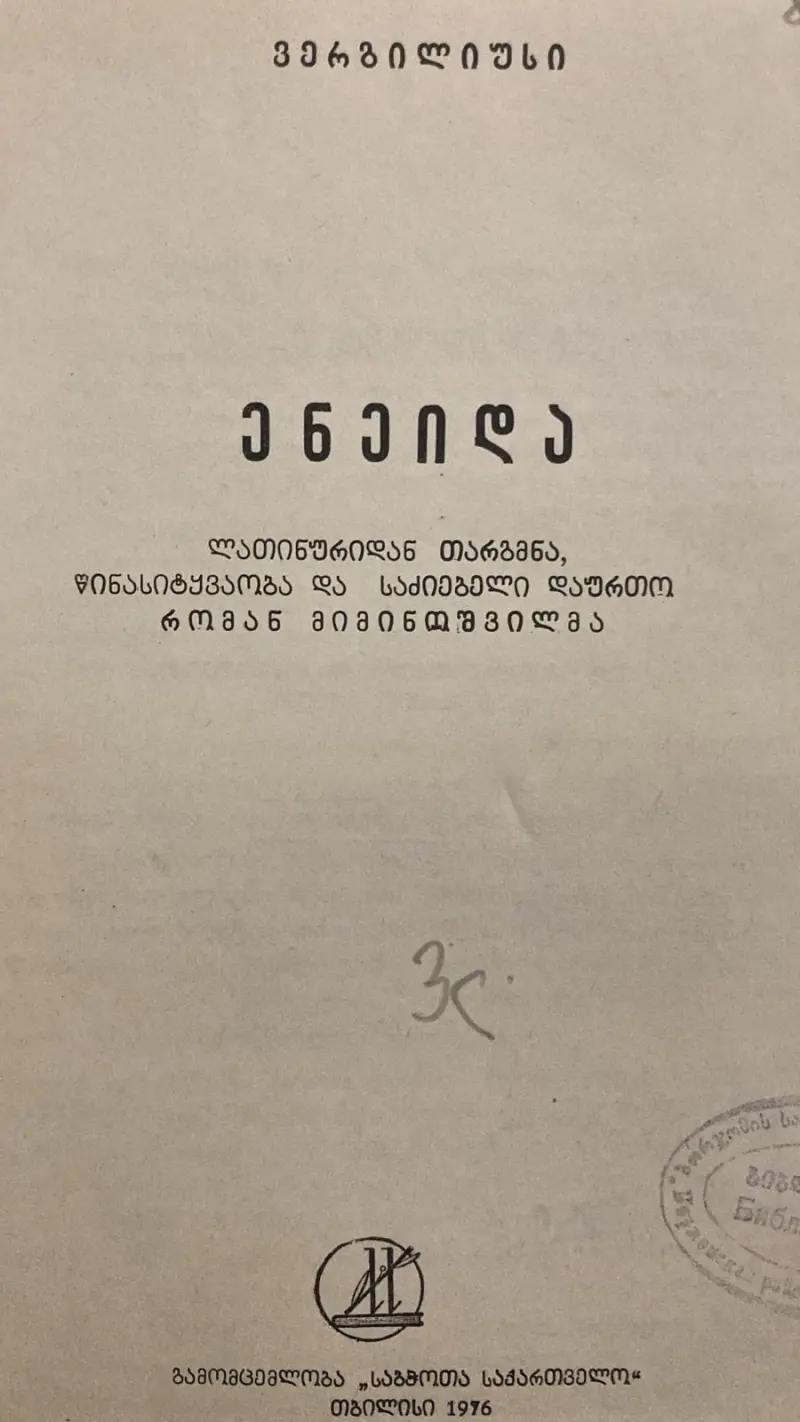 ვერგილიუსი
ენეიდა
ლათინურიდან თარგმნა,
წინასიტყვაობა და საძიებელი დაურთო
რომან მიმინოშვილმა
გამომცემლობა „საბჭოთა საქართველო“
თბილისი 1976